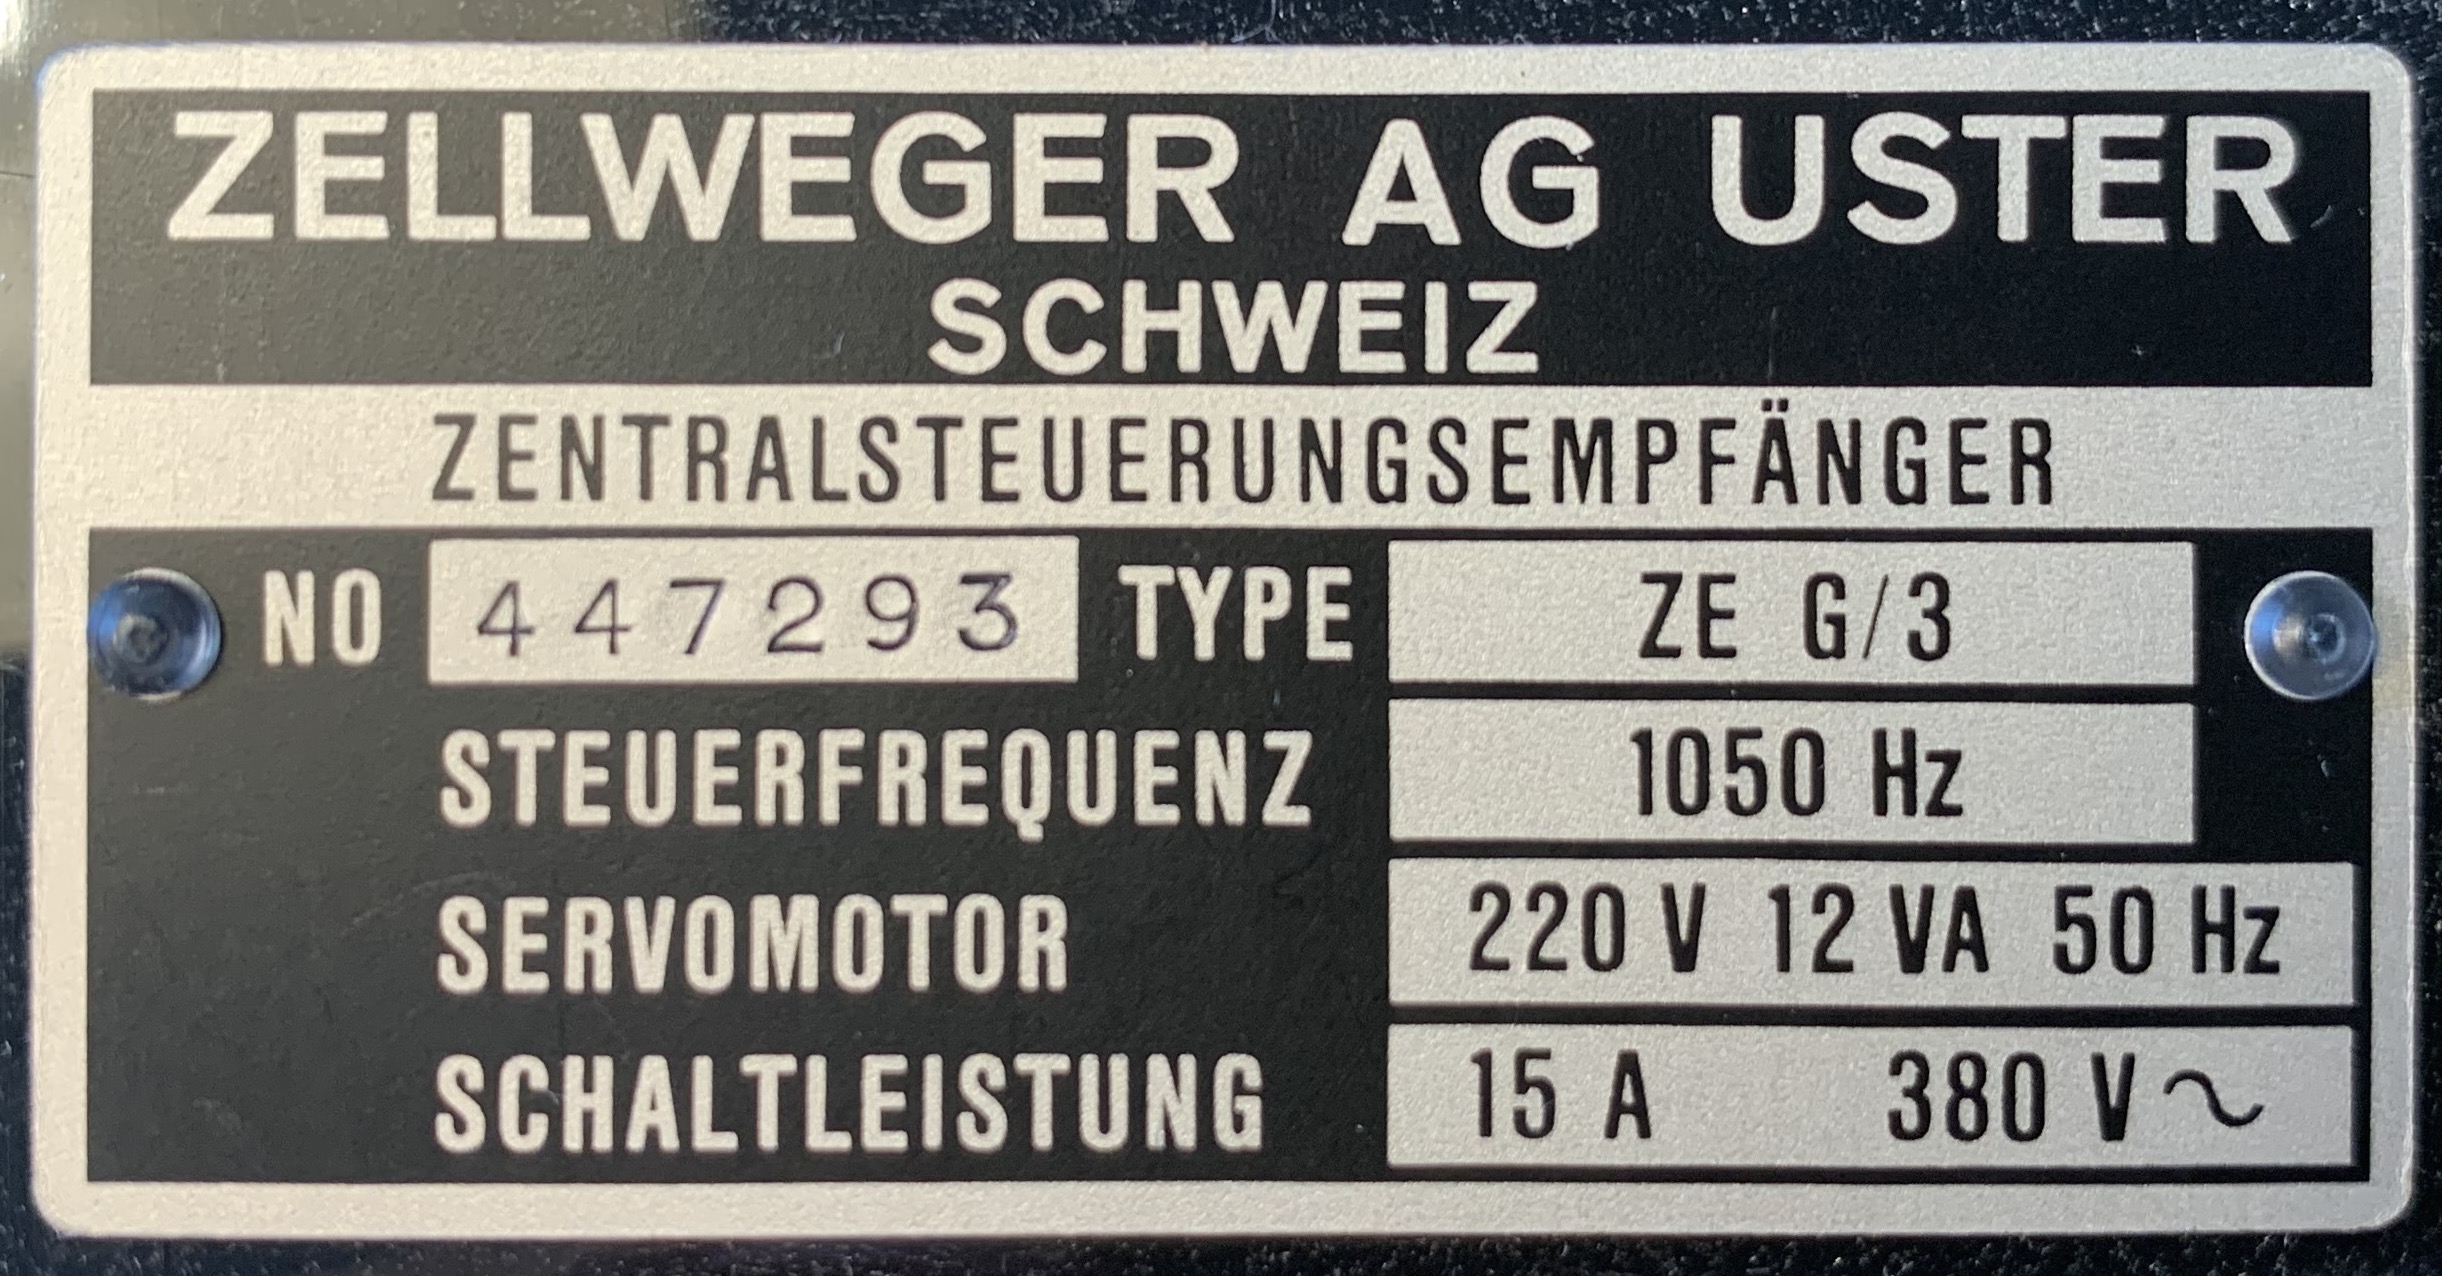 ZELLWEGER AG USTER
SCHWEIZ
ZENTRALSTEUERUNGSEMPFÄNGER
NO 447293 TYPE ZE G/3
STEUERFREQUENZ 1050 Hz
SERVOMOTOR 220 V 12 VA 50 Hz
SCHALTLEISTUNG 15 A 380 V ~